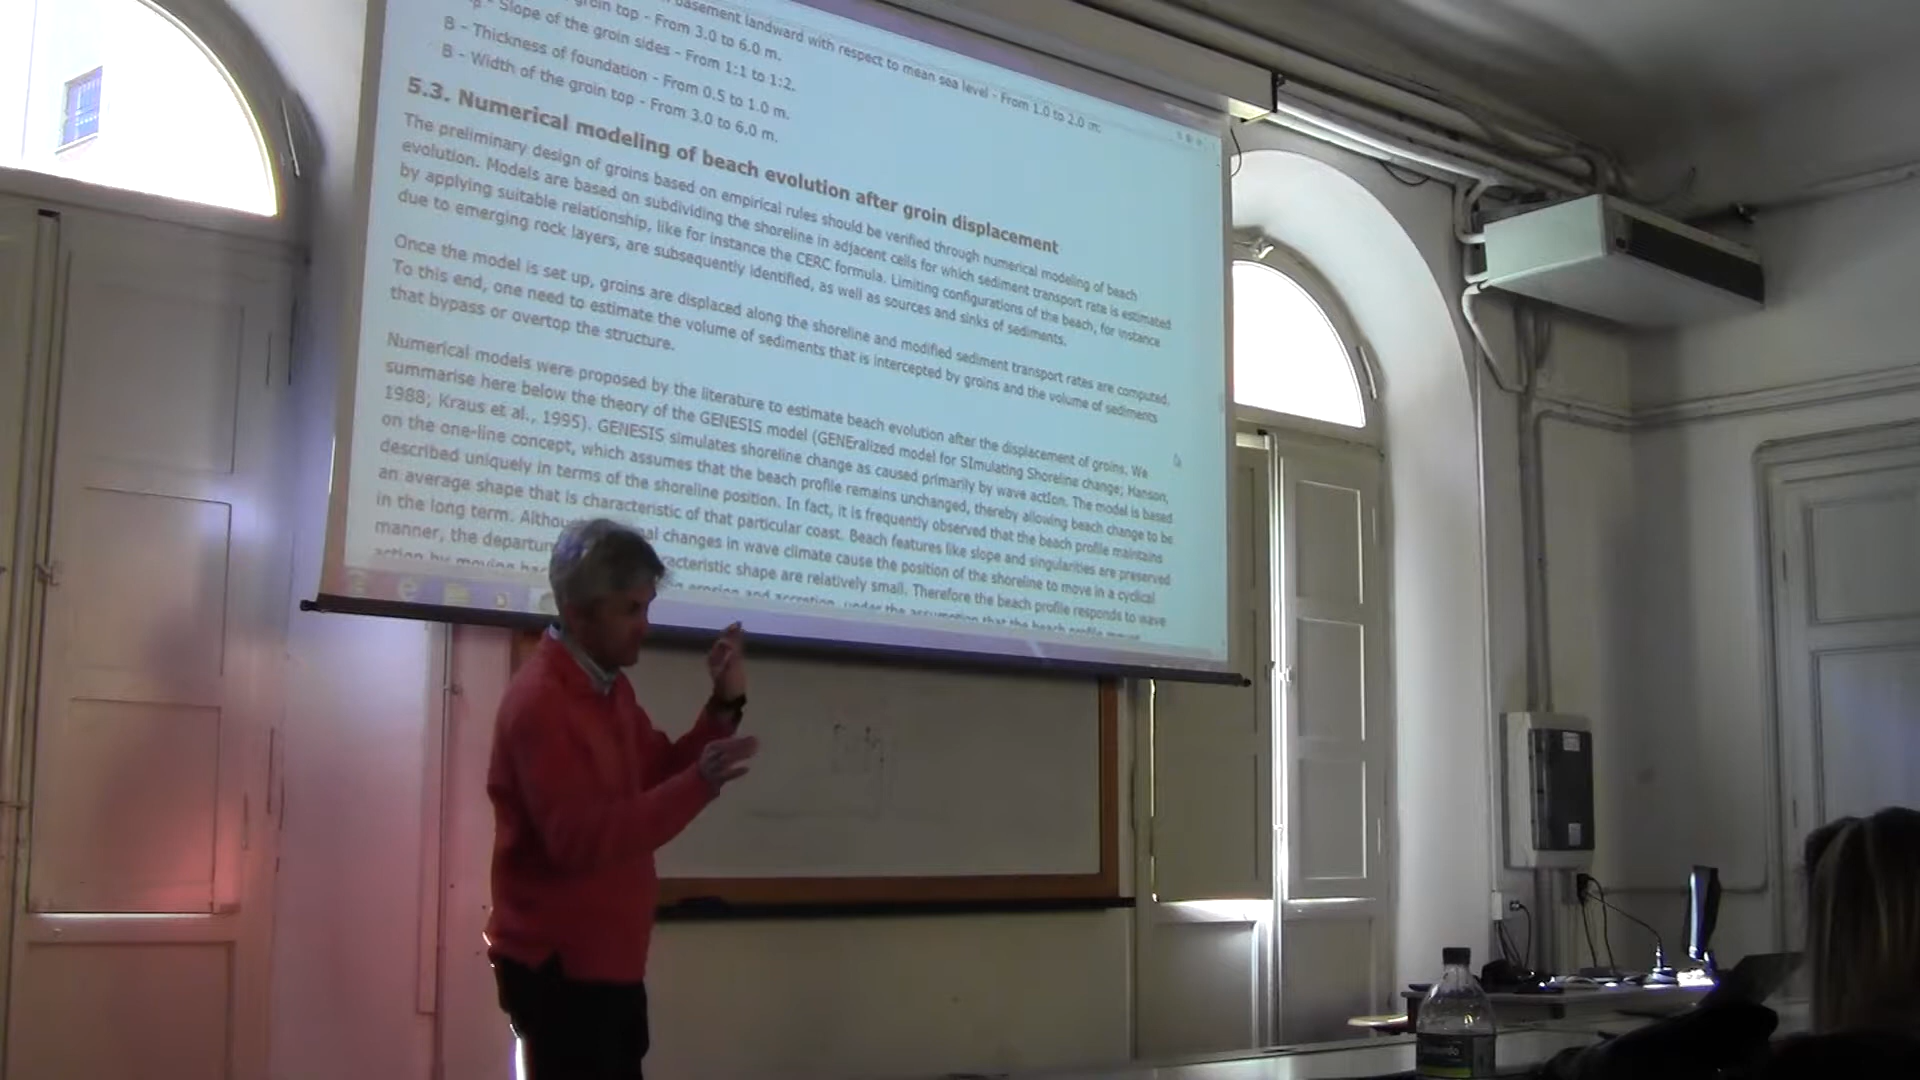 basement landward with respect to mean sea level - From 1.0 to 2.0 m.
groin top - From 3.0 to 6.0 m.
- Slope of the groin sides - From 1:1 to 1:2.
B - Thickness of foundation - From 0.5 to 1.0 m.
B - Width of the groin top - From 3.0 to 6.0 m.
5.3. Numerical modeling of beach evolution after groin displacement
The preliminary design of groins based on empirical rules should be verified through numerical modeling of beach
evolution. Models are based on subdividing the shoreline in adjacent cells for which sediment transport rate is estimated
by applying suitable relationship, like for instance the CERC formula. Limiting configurations of the beach, for instance
due to emerging rock layers, are subsequently identified, as well as sources and sinks of sediments.
Once the model is set up, groins are displaced along the shoreline and modified sediment transport rates are computed.
To this end, one need to estimate the volume of sediments that is intercepted by groins and the volume of sediments
that bypass or overtop the structure.
Numerical models were proposed by the literature to estimate beach evolution after the displacement of groins. We
summarise here below the theory of the GENESIS model (GENEralized model for SImulating Shoreline change; Hanson,
1988; Kraus et al., 1995). GENESIS simulates shoreline change as caused primarily by wave action. The model is based
on the one-line concept, which assumes that the beach profile remains unchanged, thereby allowing beach change to be
described uniquely in terms of the shoreline position. In fact, it is frequently observed that the beach profile maintains
an average shape that is characteristic of that particular coast. Beach features like slope and singularities are preserved
in the long term. Although changes in wave climate cause the position of the shoreline to move in a cyclical
manner, the shape are relatively small. Therefore the beach profile responds to wave
action by moving erosion and accretion, under the assumption that the beach profile